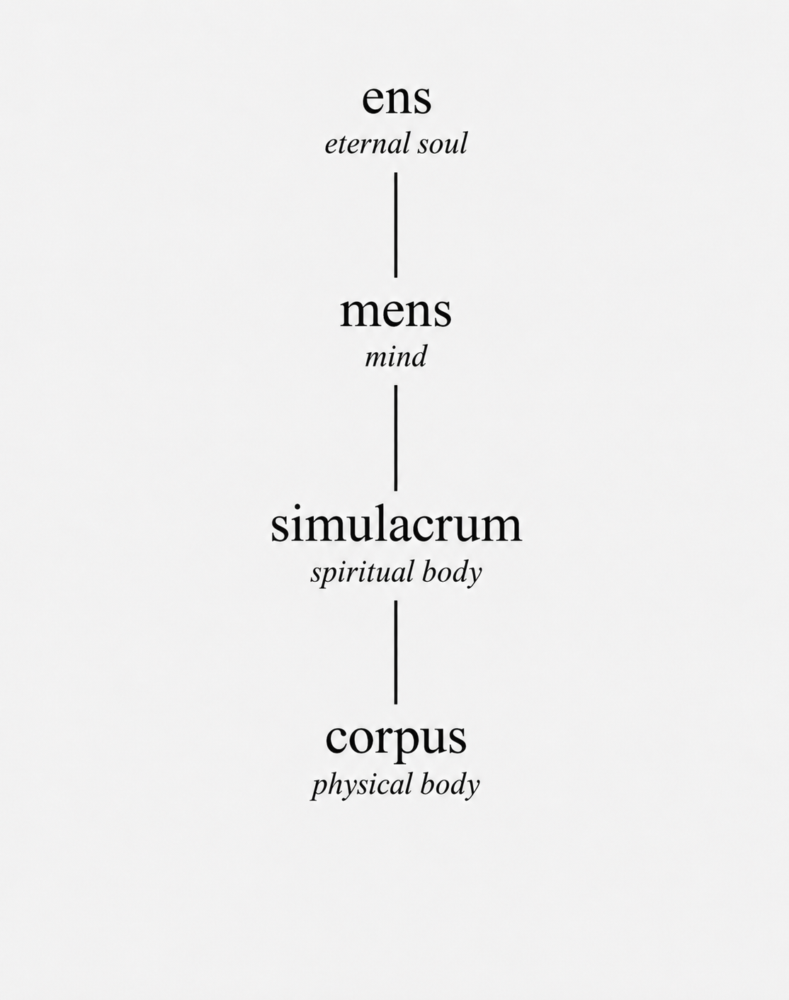 ens
eternal soul
mens
mind
simulacrum
spiritual body
corpus
physical body